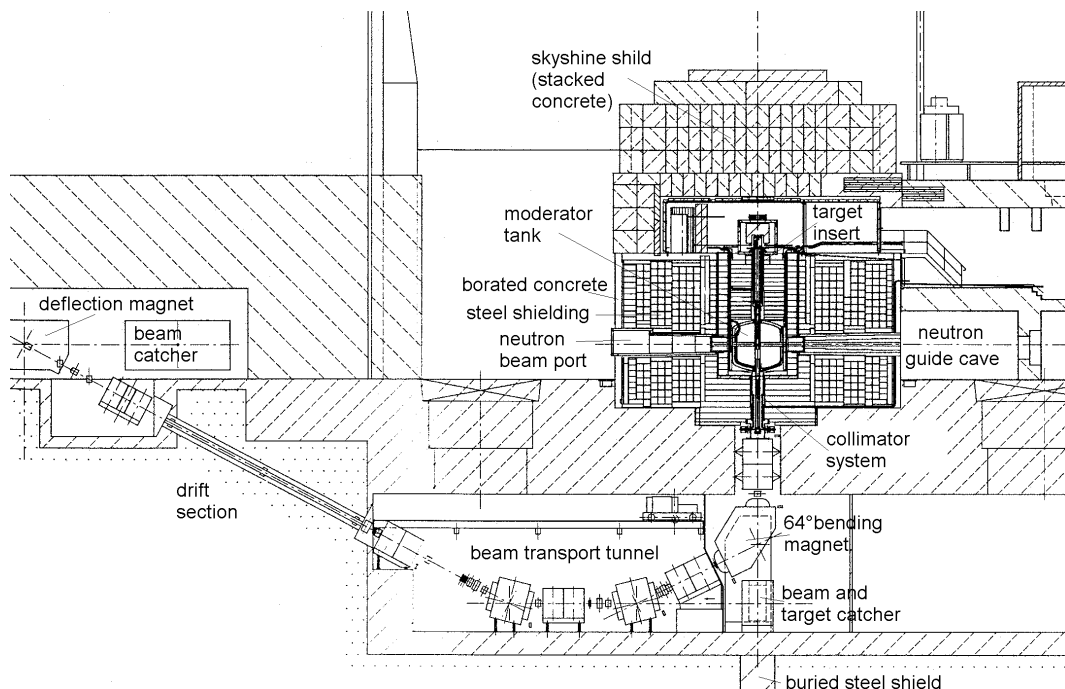 skyshine shild
(stacked
concrete)
moderator
tank
target
insert
borated concrete
steel shielding
neutron
beam port
deflection magnet
beam
catcher
neutron
guide cave
collimator
system
drift
section
64°bending
magnet
beam transport tunnel
beam and
target catcher
buried steel shield